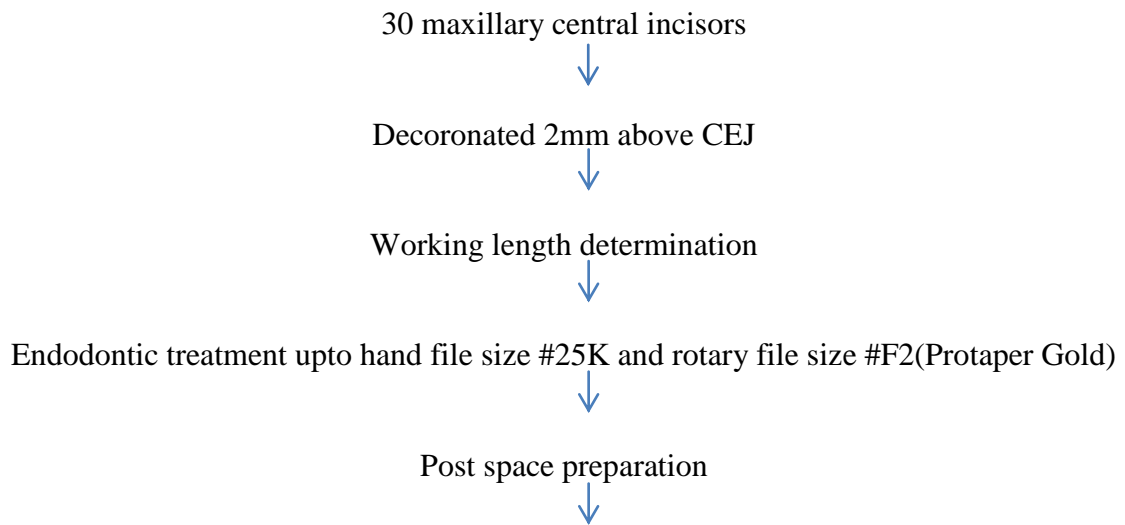 30 maxillary central incisors
Decoronated 2mm above CEJ
Working length determination
Endodontic treatment upto hand file size #25K and rotary file size #F2(Protaper Gold)
Post space preparation